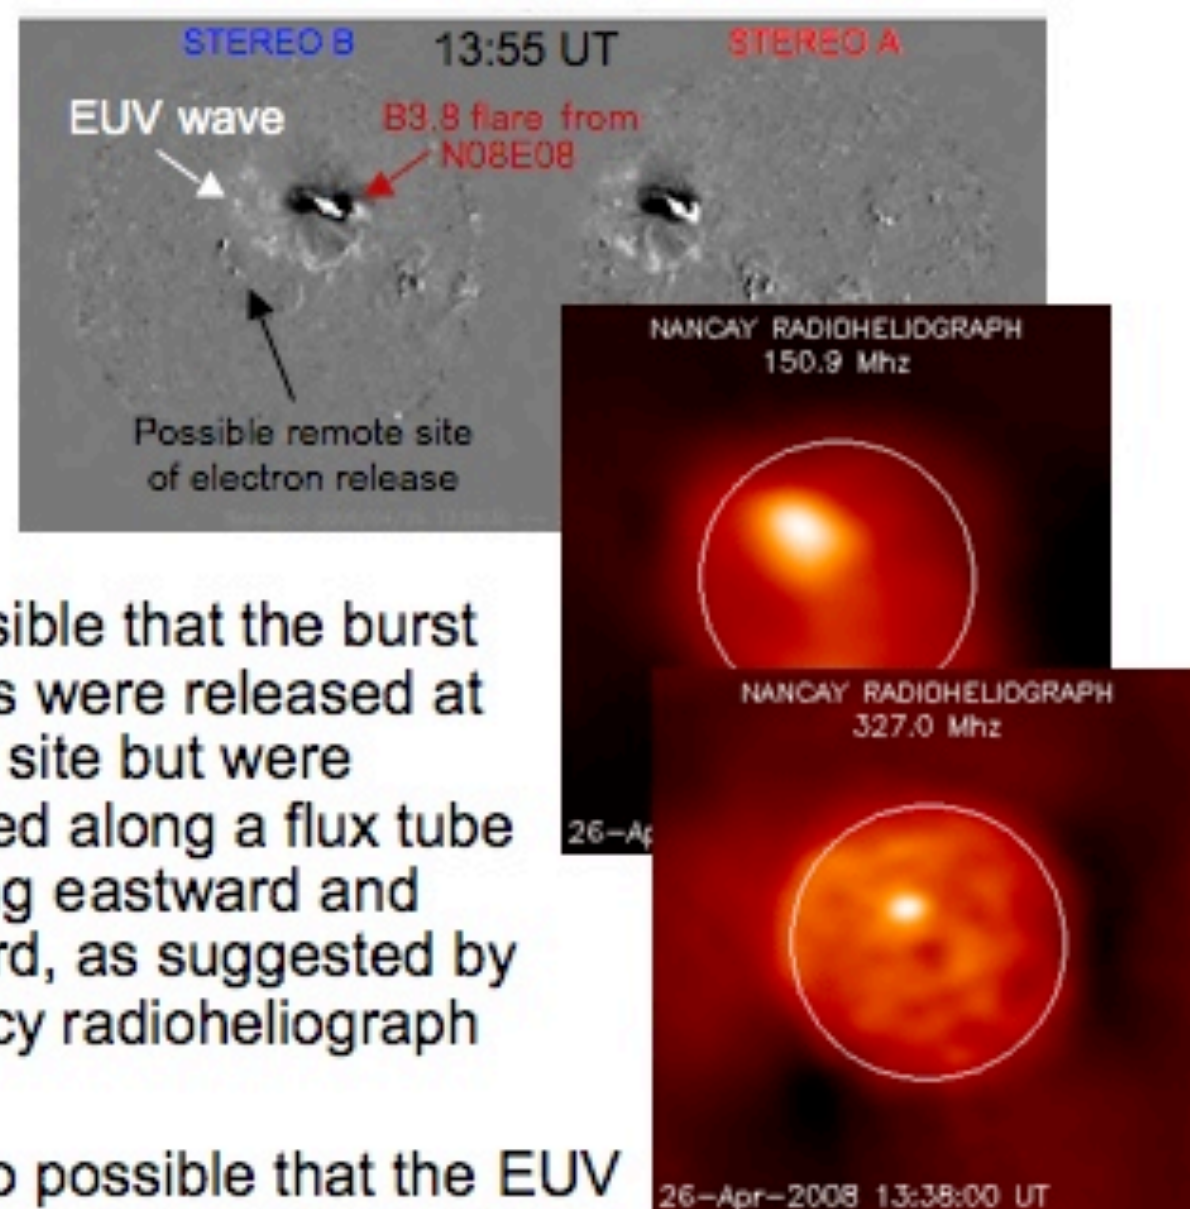 STEREO B 13:55 UT STEREO A
EUV wave
B3.8 flare from
N08E08
Possible remote site
of electron release
NANCAY RADIOHELIOGRAPH
150.9 Mhz
26-Ap
NANCAY RADIOHELIOGRAPH
327.0 Mhz
26-Apr-2008 13:38:00 UT
sible that the burst
s were released at
site but were
ed along a flux tube
g eastward and
rd, as suggested by
cy radioheliograph
o possible that the EUV